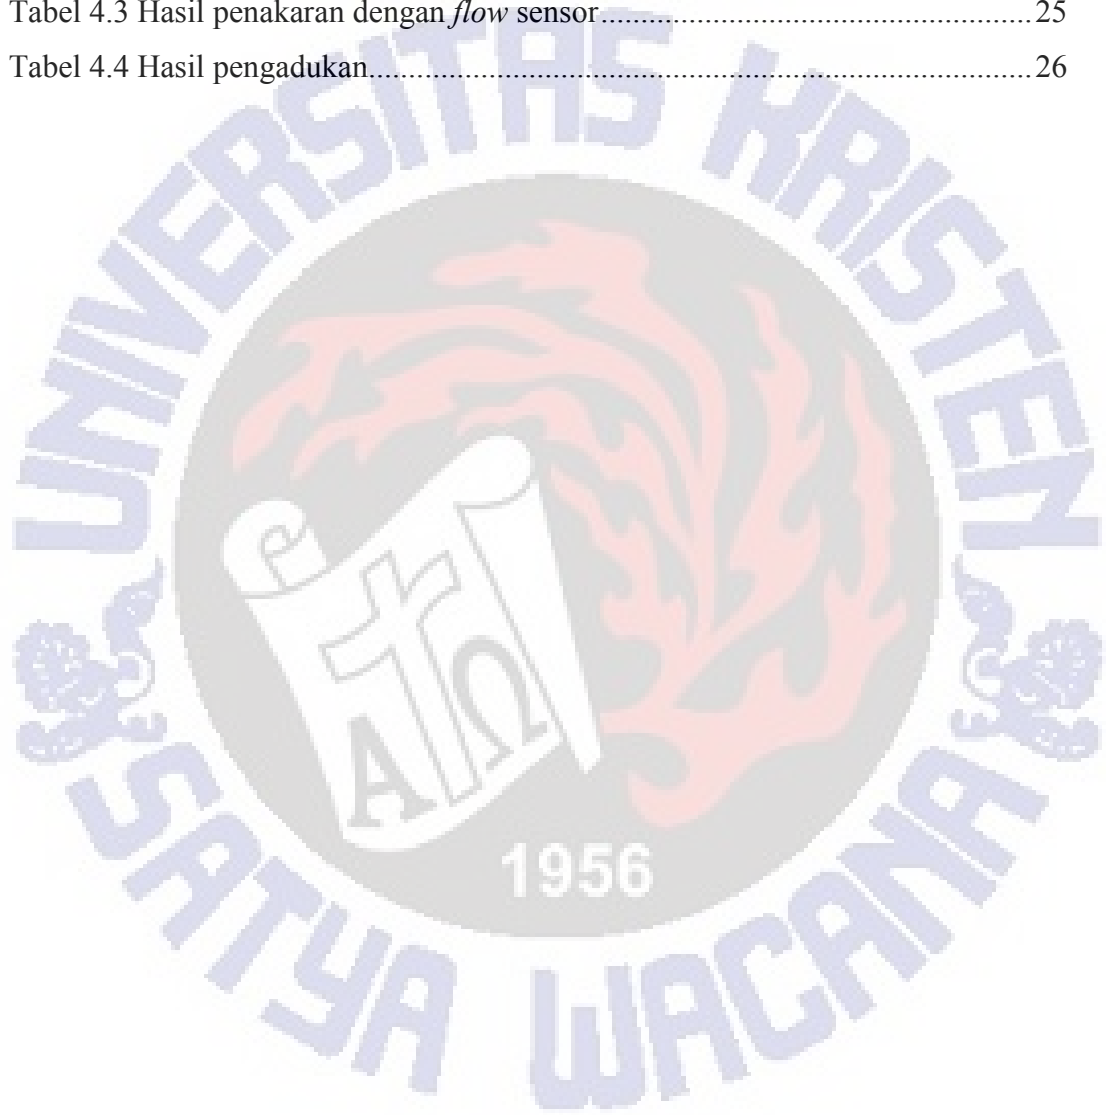 Tabel 4.3 Hasil penakaran dengan flow sensor........................................................25
Tabel 4.4 Hasil pengadukan.....................................................................................26
UNIVERSITAS KRISTEN
Α Ω
1956
SATYA WACANA